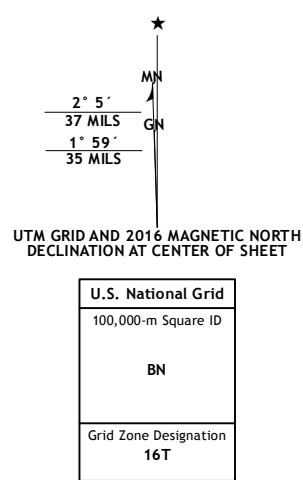 MN
2° 5´
37 MILS
GN
1° 59´
35 MILS
UTM GRID AND 2016 MAGNETIC NORTH
DECLINATION AT CENTER OF SHEET
U.S. National Grid
100,000-m Square ID
BN
Grid Zone Designation
16T